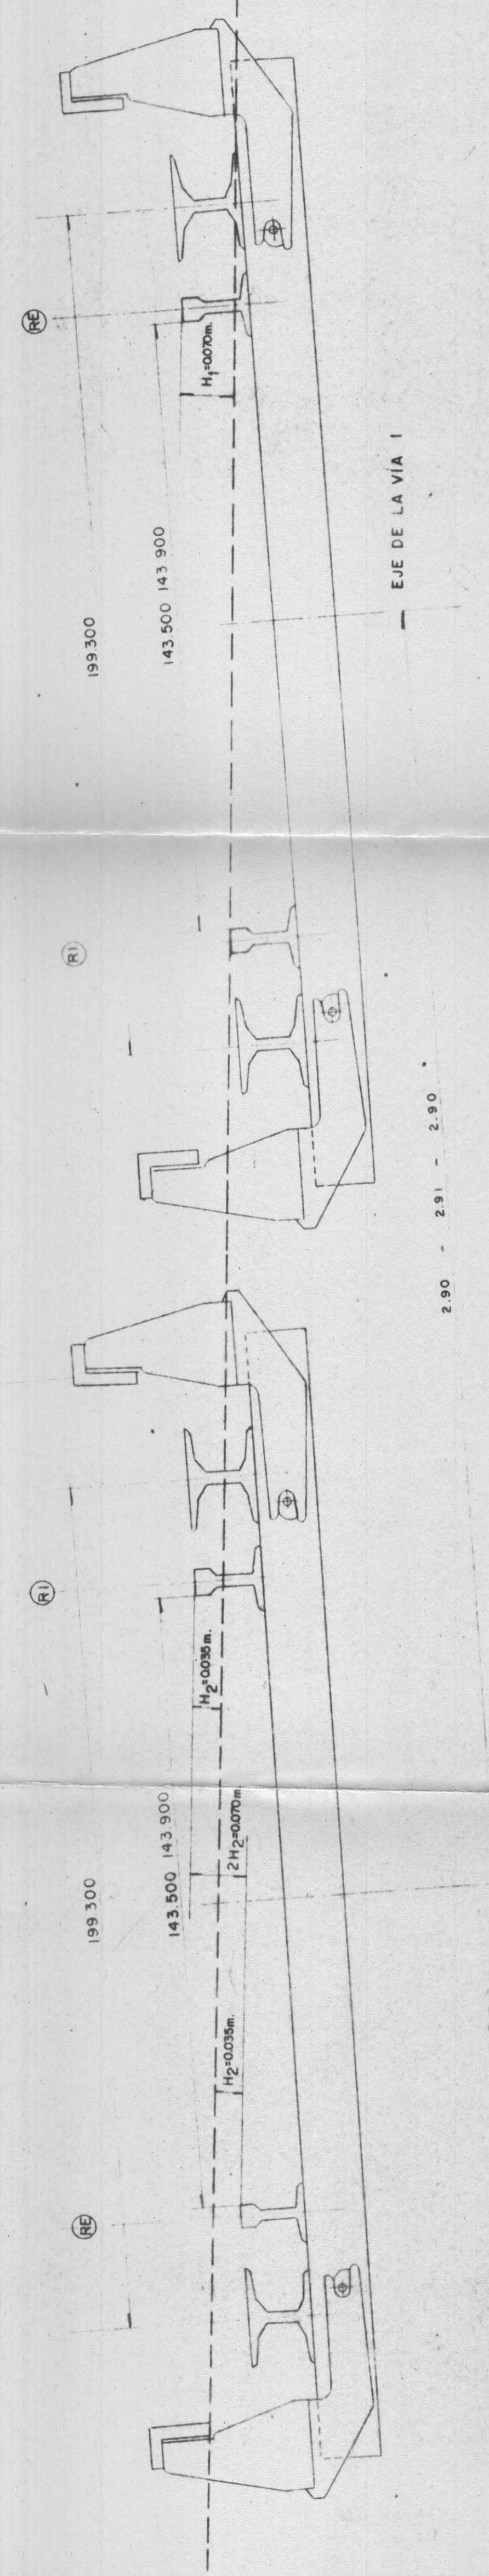 RE
H1=0.070m.
199.300
143.500 143 900
EJE DE LA VÍA 1
RI
2.90 - 2.91 - 2.90
RI
H2=0.035m.
2H2=0.070m.
199.300
143.500 143.900
H2=0.035m.
RE